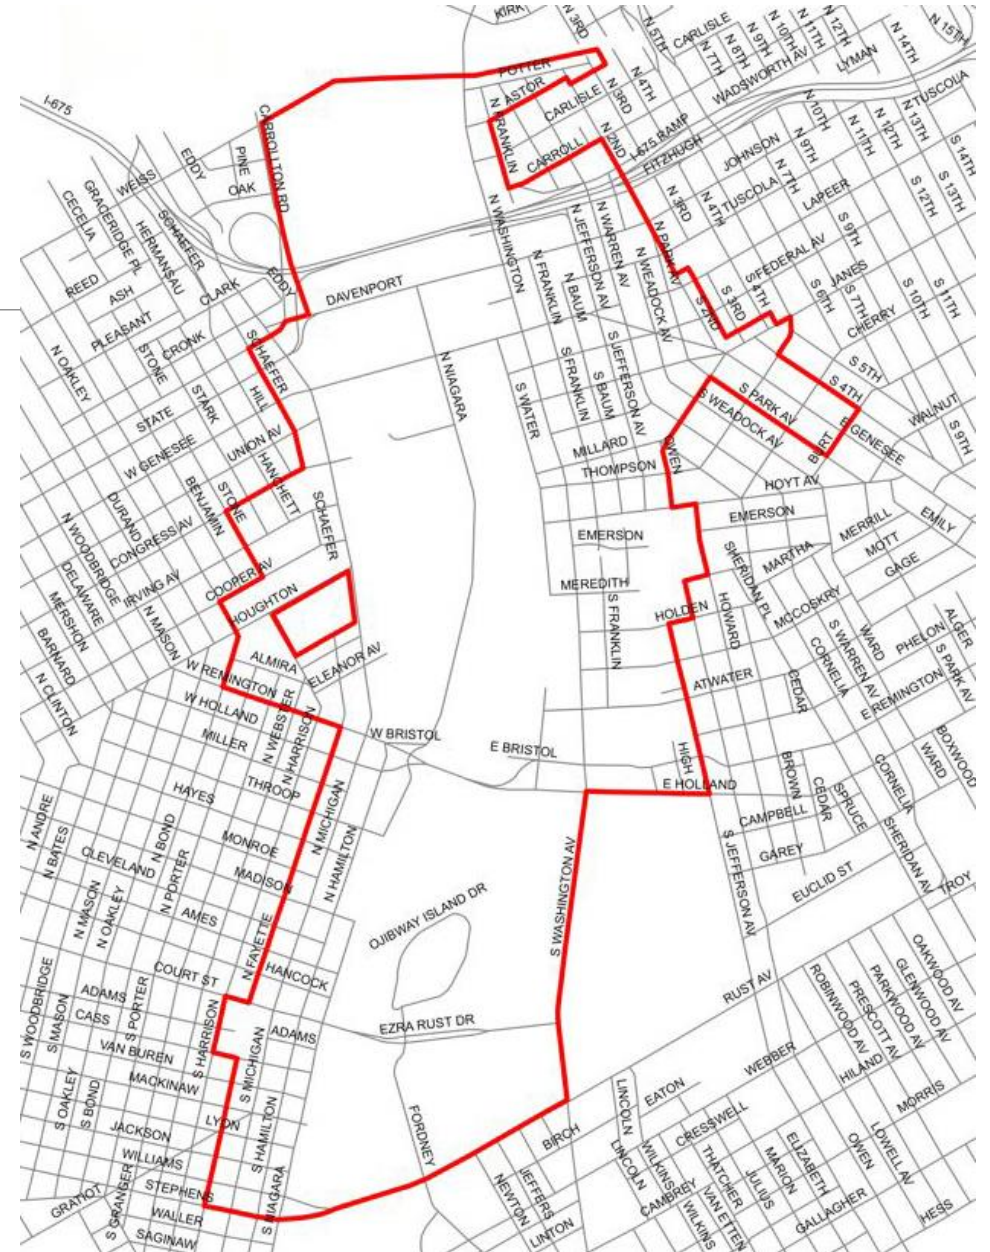 KIRK
N 3RD
N 5TH
CARLISLE
N 7TH
N 8TH
N 9TH
N 10TH
N 11TH
N 12TH
LYMAN
N 14TH
N 15TH
POTTER
ASTOR
CARLISLE
N 3RD
N 4TH
WADSWORTH AV
TUSCOLA
I-675
CARROLLTON RD
N FRANKLIN
CARROLL
N 2ND
I-675 RAMP
FITZHUGH
JOHNSON
N 10TH
N 11TH
N 12TH
N 13TH
S 14TH
EDDY
PINE
OAK
WEISS
N 9TH
N 7TH
TUSCOLA
LAPEER
N 3RD
N 4TH
S 12TH
S 13TH
GRACERIDGE PL
CECELIA
HERMANSAU
SCHAEFER
N WASHINGTON
N JEFFERSON AV
N WARREN AV
N PARK AV
S 9TH
REED
ASH
CLARK
EDDY
DAVENPORT
N FRANKLIN
N BAUM
N WEADOCK AV
S 2ND
S 3RD
S 4TH
FEDERAL AV
JANES
S 6TH
S 7TH
S 10TH
S 11TH
CHERRY
PLEASANT
CRONK
STONE
N OAKLEY
SCHAEFER
HILL
N NIAGARA
S WATER
S FRANKLIN
S BAUM
S JEFFERSON AV
S 5TH
S 4TH
STATE
STARK
W GENESEE
UNION AV
S PARK AV
S WEADOCK AV
E GENESEE
WALNUT
S 9TH
MILLARD
THOMPSON
OWEN
BURT
HOYT AV
DURAND
BENJAMIN
STONE
HANCHETT
SCHAEFER
N WOODBRIDGE
CONGRESS AV
EMERSON
EMERSON
MERRILL
EMILY
MOTT
GAGE
DELAWARE
IRVING AV
COOPER AV
HOUGHTON
MEREDITH
SHERIDAN PL
MARTHA
MERSHON
N MASON
S FRANKLIN
HOLDEN
HOWARD
MCCOSKRY
BARNARD
ALMIRA
ELEANOR AV
CORNELIA
S WARREN AV
WARD
PHELON
ALGER
N CLINTON
W REMINGTON
W HOLLAND
ATWATER
CEDAR
S PARK AV
E REMINGTON
MILLER
N WEBSTER
N HARRISON
W BRISTOL
E BRISTOL
HIGH
E HOLLAND
BROWN
CEDAR
SPRUCE
CORNELIA
WARD
BOXWOOD
THROOP
HAYES
N MICHIGAN
CAMPBELL
N ANDRE
N BATES
N BOND
MONROE
N HAMILTON
S JEFFERSON AV
GAREY
SHERIDAN AV
CLEVELAND
N PORTER
MADISON
S WASHINGTON AV
EUCLID ST
TROY
N MASON
N OAKLEY
AMES
N FAYETTE
OJIBWAY ISLAND DR
COURT ST
HANCOCK
RUST AV
OAKWOOD AV
GLENWOOD AV
PARKWOOD AV
PRESCOTT AV
ROBINWOOD AV
S WOODBRIDGE
S MASON
ADAMS
CASS
S PORTER
S HARRISON
ADAMS
EZRA RUST DR
VAN BUREN
S MICHIGAN
WEBBER
HILAND
MACKINAW
S OAKLEY
S BOND
LYON
S HAMILTON
FORDNEY
LINCOLN
EATON
MORRIS
JACKSON
BIRCH
CRESSWELL
WILLIAMS
LINCOLN
WILKINS
THATCHER
JULIUS
MARION
ELIZABETH
OWEN
LOWELL AV
STEPHENS
S NIAGARA
GRATIOT
S GRANGER
WALLER
SAGINAW
NEWTON
JEFFERS
LINTON
CAMBREY
WILKINS
VAN ETTEN
GALLAGHER
HESS